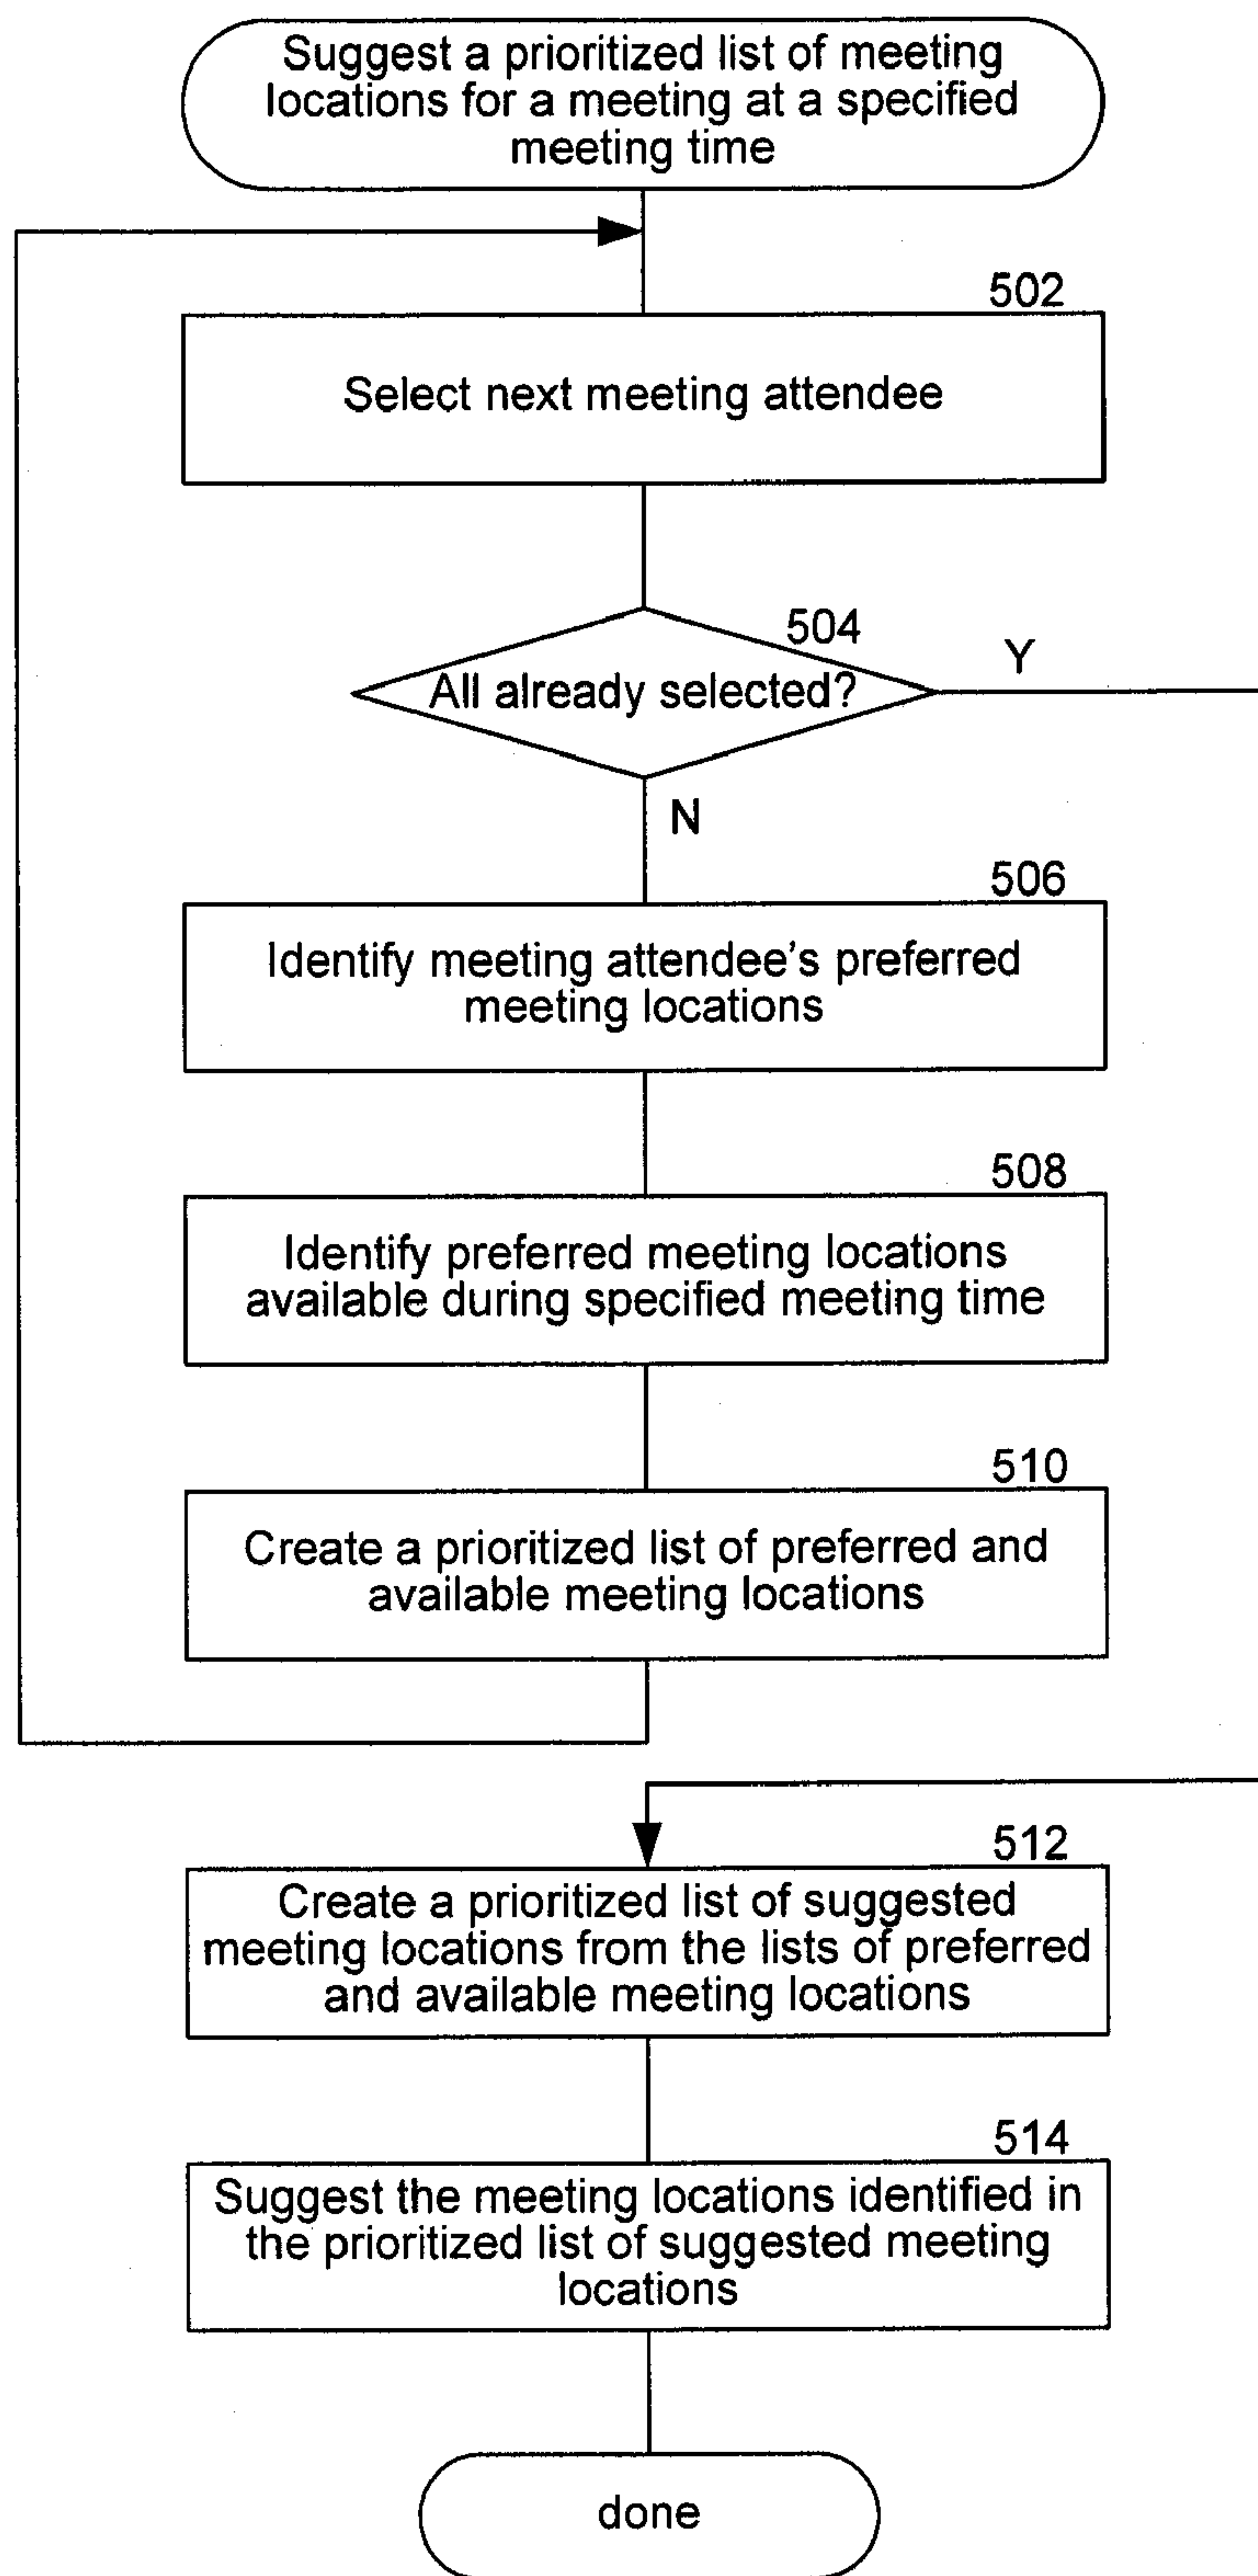 Suggest a prioritized list of meeting
locations for a meeting at a specified
meeting time
502
Select next meeting attendee
504
All already selected?
Y
N
506
Identify meeting attendee's preferred
meeting locations
508
Identify preferred meeting locations
available during specified meeting time
510
Create a prioritized list of preferred and
available meeting locations
512
Create a prioritized list of suggested
meeting locations from the lists of preferred
and available meeting locations
514
Suggest the meeting locations identified in
the prioritized list of suggested meeting
locations
done